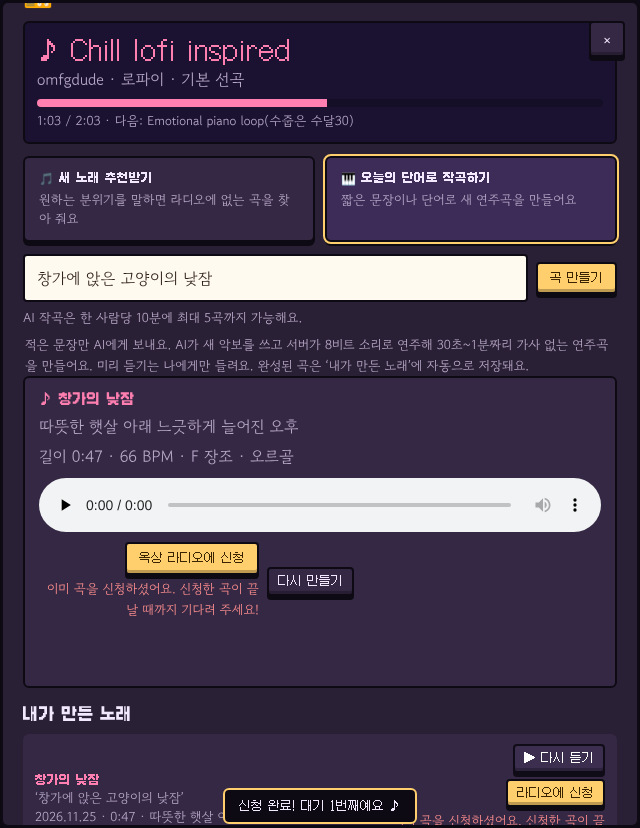 ♪ Chill lofi inspired
×
omfgdude · 로파이 · 기본 선곡
1:03 / 2:03 · 다음: Emotional piano loop(수줍은 수달30)
🎵 새 노래 추천받기
원하는 분위기를 말하면 라디오에 없는 곡을 찾
아 줘요
🎹 오늘의 단어로 작곡하기
짧은 문장이나 단어로 새 연주곡을 만들어요
창가에 앉은 고양이의 낮잠
곡 만들기
AI 작곡은 한 사람당 10분에 최대 5곡까지 가능해요.
적은 문장만 AI에게 보내요. AI가 새 악보를 쓰고 서버가 8비트 소리로 연주해 30초~1분짜리 가사 없는 연주곡
을 만들어요. 미리 듣기는 나에게만 들려요. 완성된 곡은 ‘내가 만든 노래’에 자동으로 저장돼요.
♪ 창가의 낮잠
따뜻한 햇살 아래 느긋하게 늘어진 오후
길이 0:47 · 66 BPM · F 장조 · 오르골
0:00 / 0:00
옥상 라디오에 신청
이미 곡을 신청하셨어요. 신청한 곡이 끝
날 때까지 기다려 주세요!
다시 만들기
내가 만든 노래
▶ 다시 듣기
창가의 낮잠
라디오에 신청
‘창가에 앉은 고양이의 낮잠’
2026.11.25 · 0:47 · 따뜻한 햇살
신청 완료! 대기 1번째예요 ♪
곡을 신청하셨어요. 신청한 곡이 끝